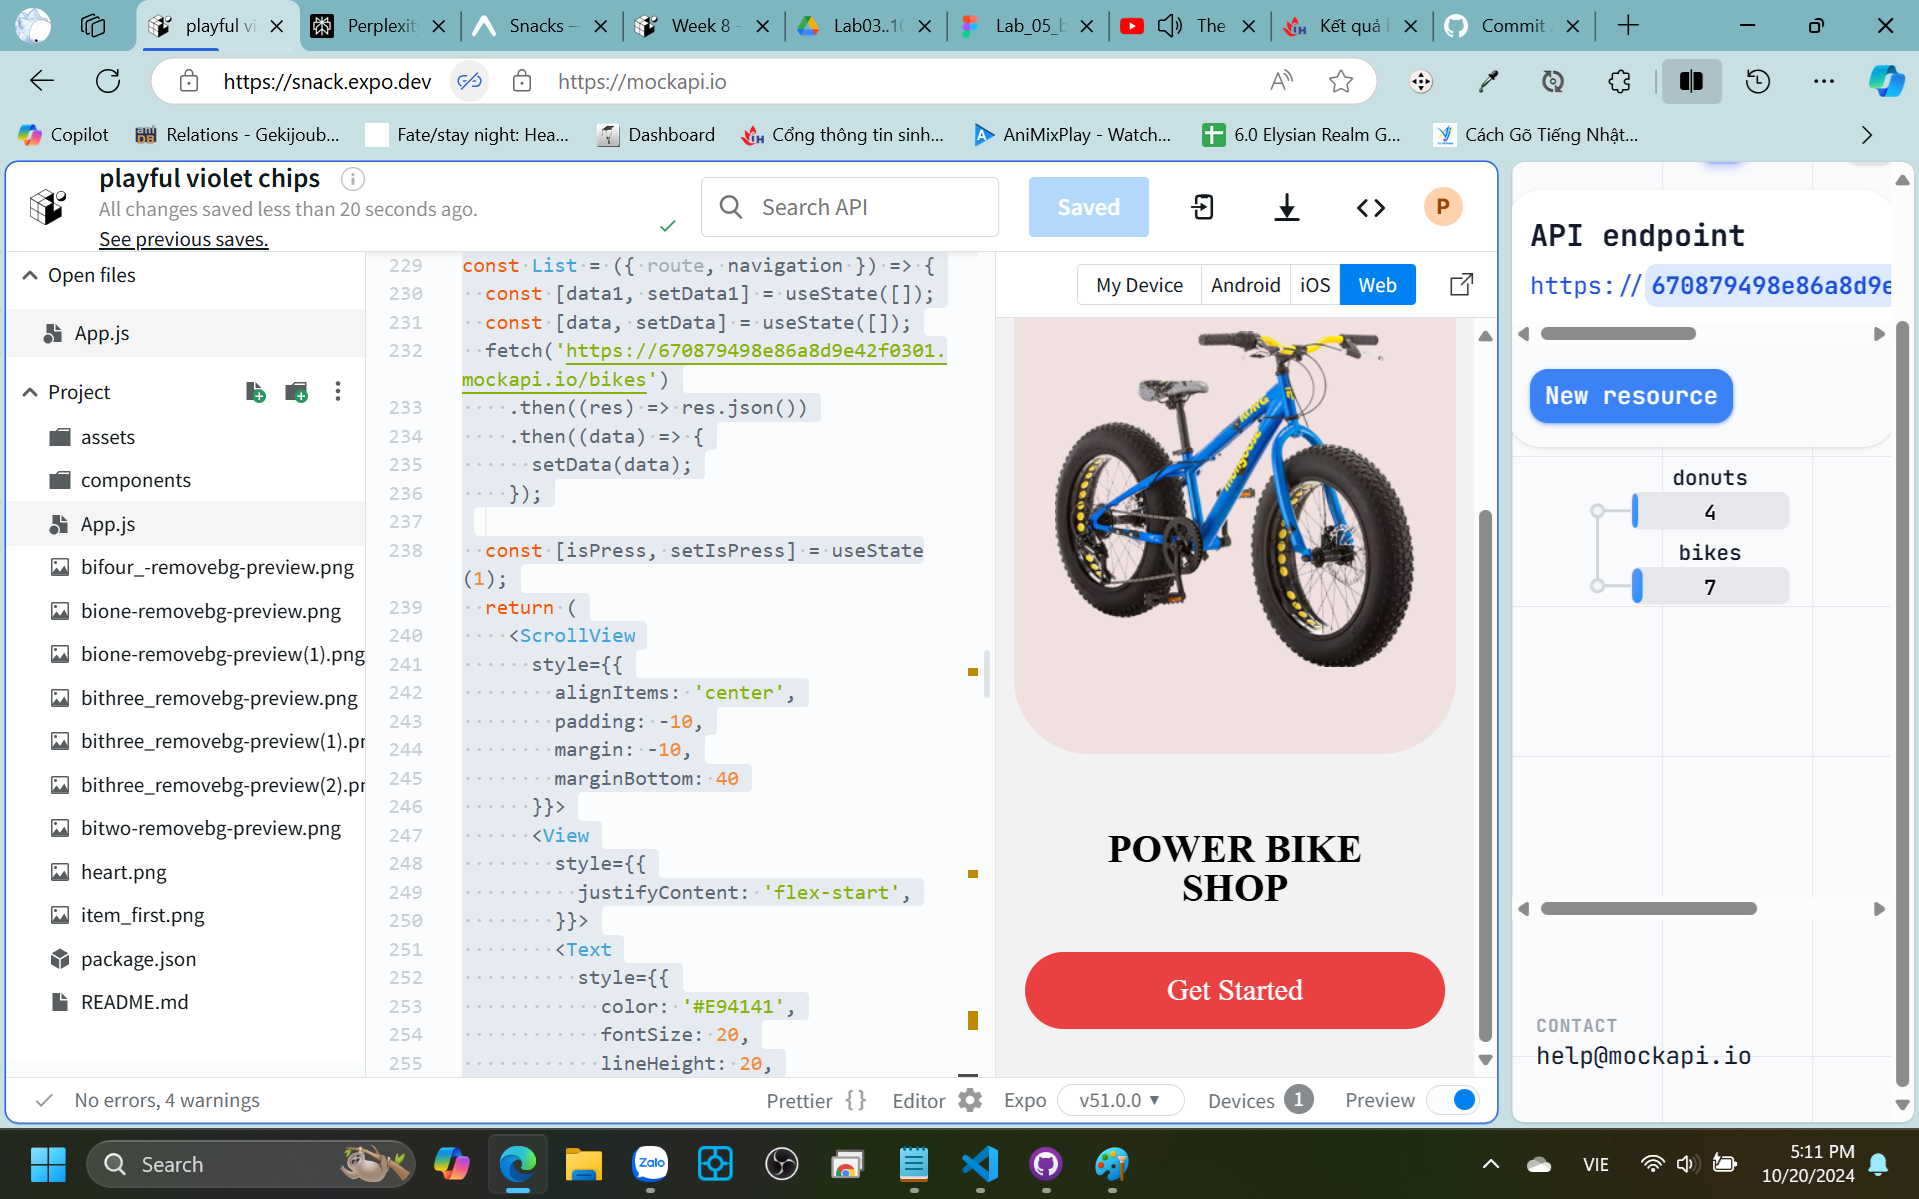 playful vi
Perplexity
Snacks —
Week 8 -
Lab03..10
Lab_05_b
The
Kết quả h
Commit
https://snack.expo.dev
https://mockapi.io
Copilot
Relations - Gekijoub...
Fate/stay night: Hea...
Dashboard
Cổng thông tin sinh...
AniMixPlay - Watch...
6.0 Elysian Realm G...
Cách Gõ Tiếng Nhật...
playful violet chips
All changes saved less than 20 seconds ago.
See previous saves.
Search API
Saved
P
Open files
App.js
Project
assets
components
App.js
bifour_-removebg-preview.png
bione-removebg-preview.png
bione-removebg-preview(1).png
bithree_removebg-preview.png
bithree_removebg-preview(1).pr
bithree_removebg-preview(2).pr
bitwo-removebg-preview.png
heart.png
item_first.png
package.json
README.md
229 const List = ({ route, navigation }) => {
230 const [data1, setData1] = useState([]);
231 const [data, setData] = useState([]);
232 fetch('https://670879498e86a8d9e42f0301.
mockapi.io/bikes')
233 .then((res) => res.json())
234 .then((data) => {
235 setData(data);
236 });
237
238 const [isPress, setIsPress] = useState
(1);
239 return (
240 <ScrollView
241 style={{
242 alignItems: 'center',
243 padding: -10,
244 margin: -10,
245 marginBottom: 40
246 }}>
247 <View
248 style={{
249 justifyContent: 'flex-start',
250 }}>
251 <Text
252 style={{
253 color: '#E94141',
254 fontSize: 20,
255 lineHeight: 20,
My Device
Android
iOS
Web
POWER BIKE
SHOP
Get Started
No errors, 4 warnings
Prettier {}
Editor
Expo
v51.0.0
Devices 1
Preview
API endpoint
https://670879498e86a8d9e
New resource
donuts
4
bikes
7
CONTACT
help@mockapi.io
Search
Zalo
VIE
5:11 PM
10/20/2024